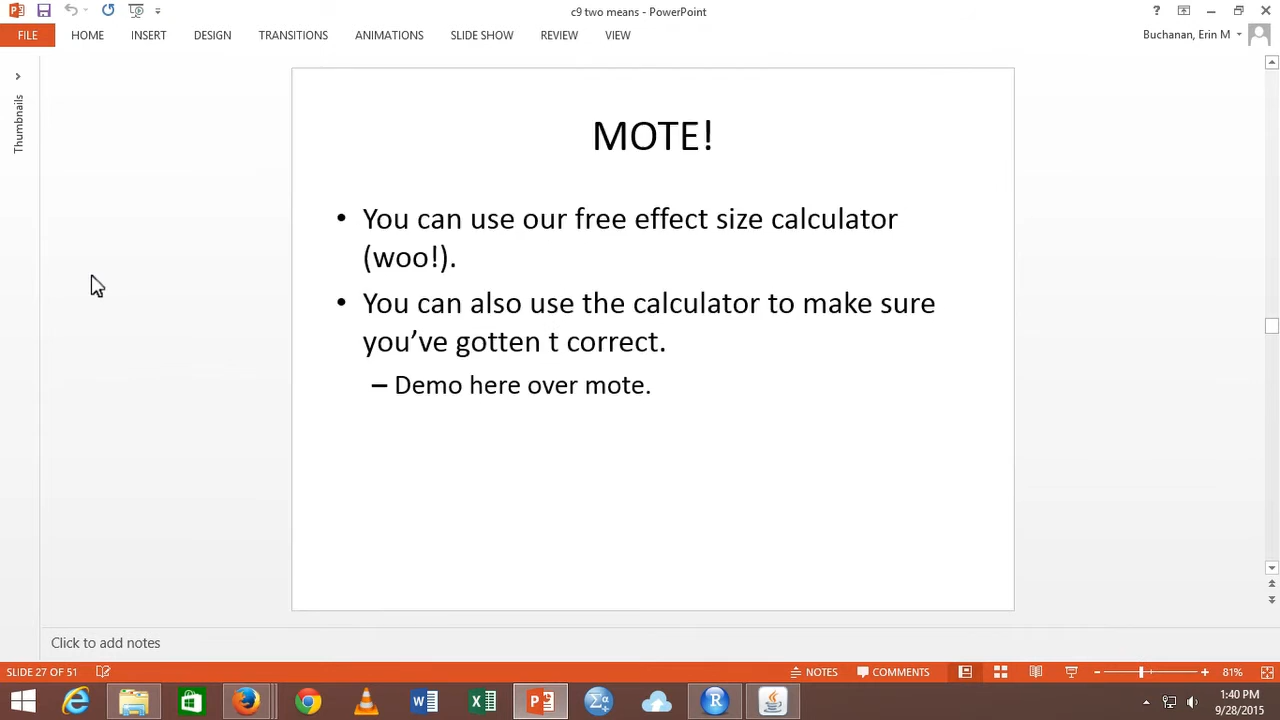 c9 two means - PowerPoint
?
FILE HOME INSERT DESIGN TRANSITIONS ANIMATIONS SLIDE SHOW REVIEW VIEW
Buchanan, Erin M
Thumbnails
MOTE!
• You can use our free effect size calculator
(woo!).
• You can also use the calculator to make sure
you’ve gotten t correct.
– Demo here over mote.
Click to add notes
SLIDE 27 OF 51
NOTES COMMENTS 81%
1:40 PM
9/28/2015